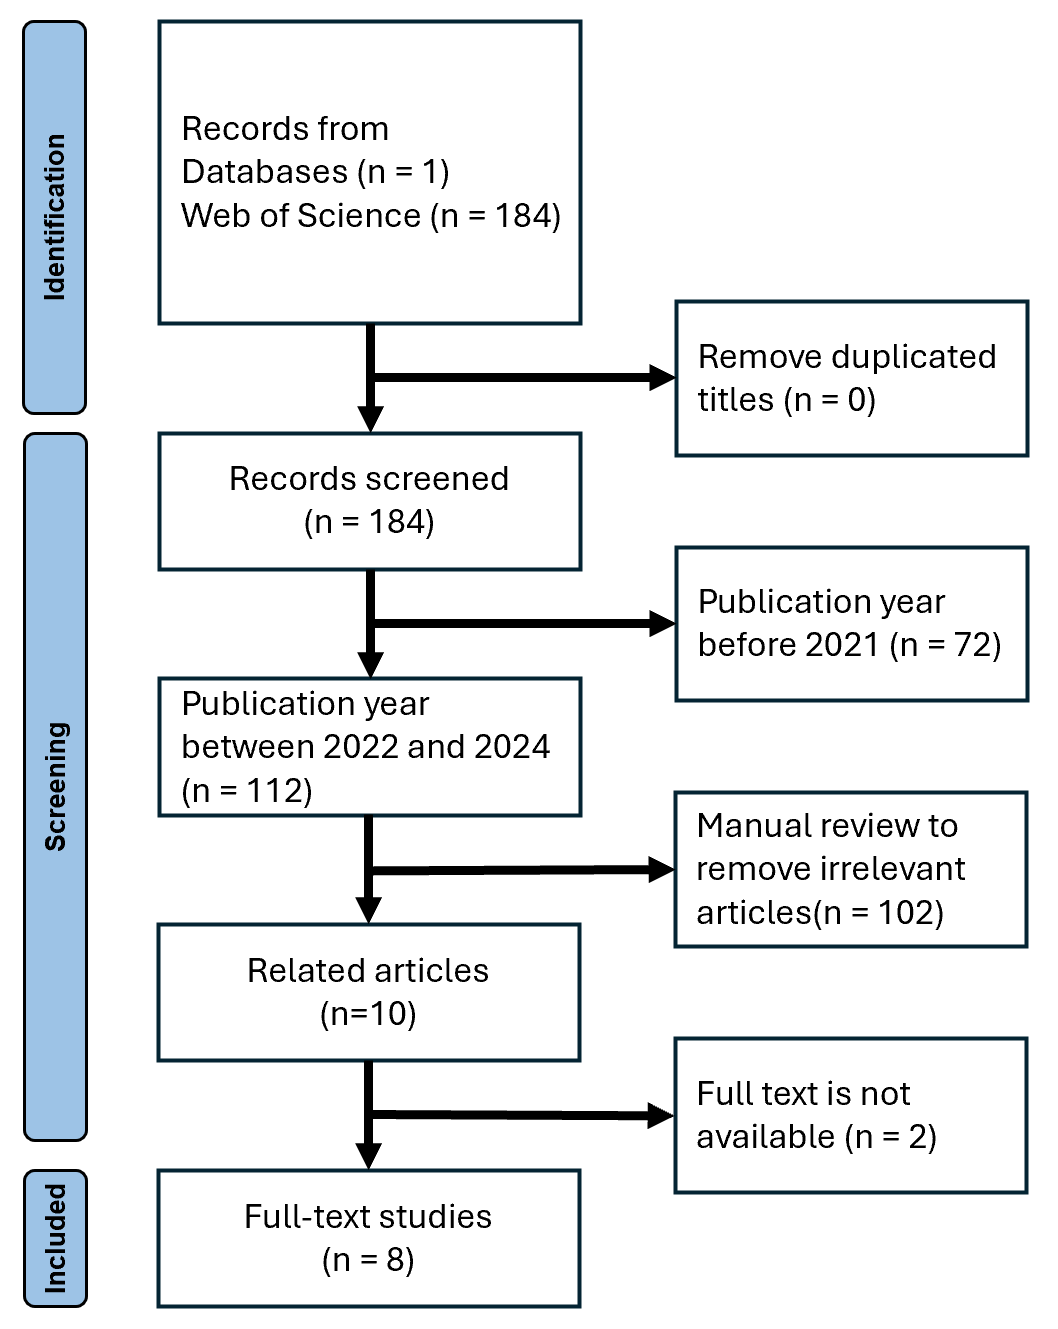 Identification
Records from
Databases (n = 1)
Web of Science (n = 184)
Remove duplicated
titles (n = 0)
Screening
Records screened
(n = 184)
Publication year
before 2021 (n = 72)
Publication year
between 2022 and 2024
(n = 112)
Manual review to
remove irrelevant
articles(n = 102)
Related articles
(n=10)
Full text is not
available (n = 2)
Included
Full-text studies
(n = 8)